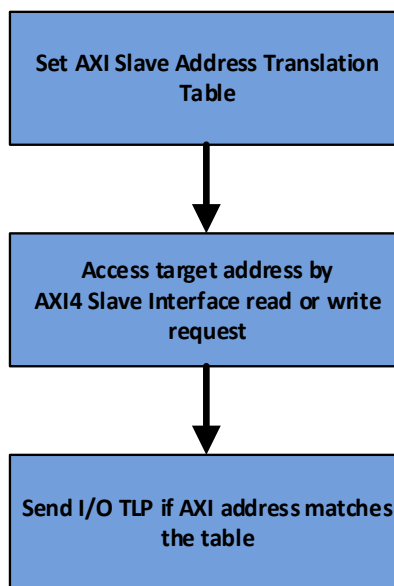 Set AXI Slave Address Translation
Table
Access target address by
AXI4 Slave Interface read or write
request
Send I/O TLP if AXI address matches
the table